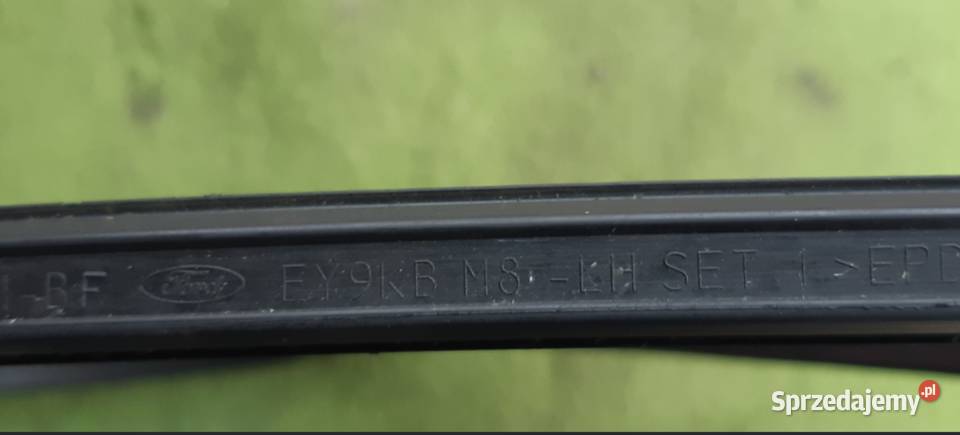 BF Ford EY9KB M8 -LH SET 1 >EPD
Sprzedajemy.pl